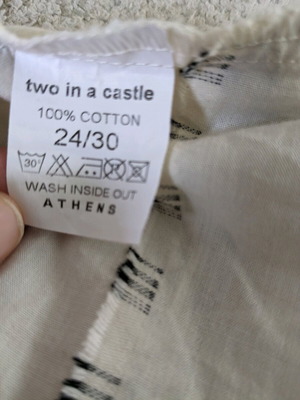 two in a castle
100% COTTON
24/30
30°
WASH INSIDE OUT
ATHENS